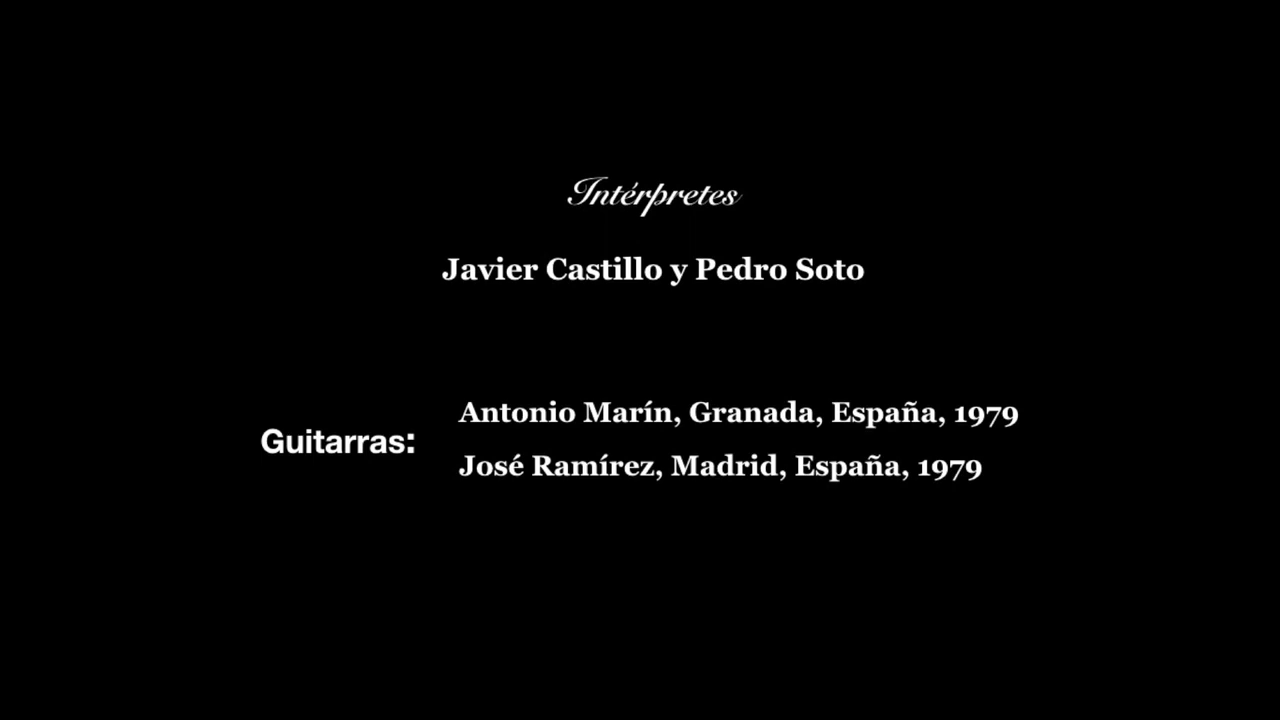 Intérpretes
Javier Castillo y Pedro Soto
Guitarras:
Antonio Marín, Granada, España, 1979
José Ramírez, Madrid, España, 1979